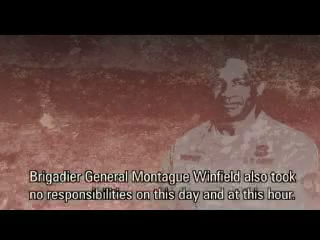 Brigadier General Montague Winfield also took
no responsibilities on this day and at this hour.